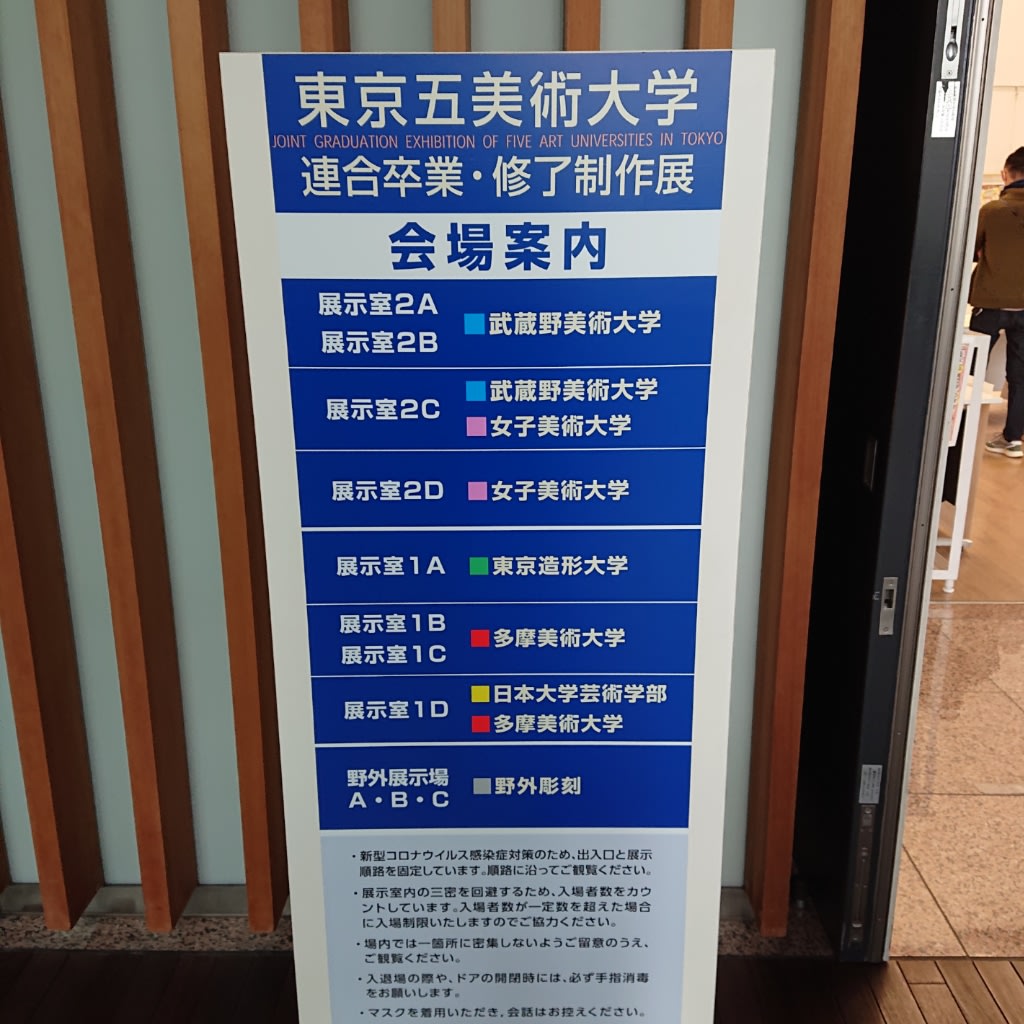 東京五美術大学
JOINT GRADUATION EXHIBITION OF FIVE ART UNIVERSITIES IN TOKYO
連合卒業・修了制作展
会場案内
展示室2A
展示室2B
武蔵野美術大学
展示室2C
武蔵野美術大学
女子美術大学
展示室2D
女子美術大学
展示室1A
東京造形大学
展示室1B
展示室1C
多摩美術大学
展示室1D
日本大学芸術学部
多摩美術大学
野外展示場
A・B・C
野外彫刻
・新型コロナウイルス感染症対策のため、出入口と展示
順路を固定しています。順路に沿ってご観覧ください。
・展示室内の三密を回避するため、入場者数をカウ
ントしています。入場者数が一定数を超えた場合
に入場制限いたしますのでご協力ください。
・場内では一箇所に密集しないようご留意のうえ、
ご観覧ください。
・入退場の際や、ドアの開閉時には、必ず手指消毒
をお願いします。
・マスクを着用いただき、会話はお控えください。